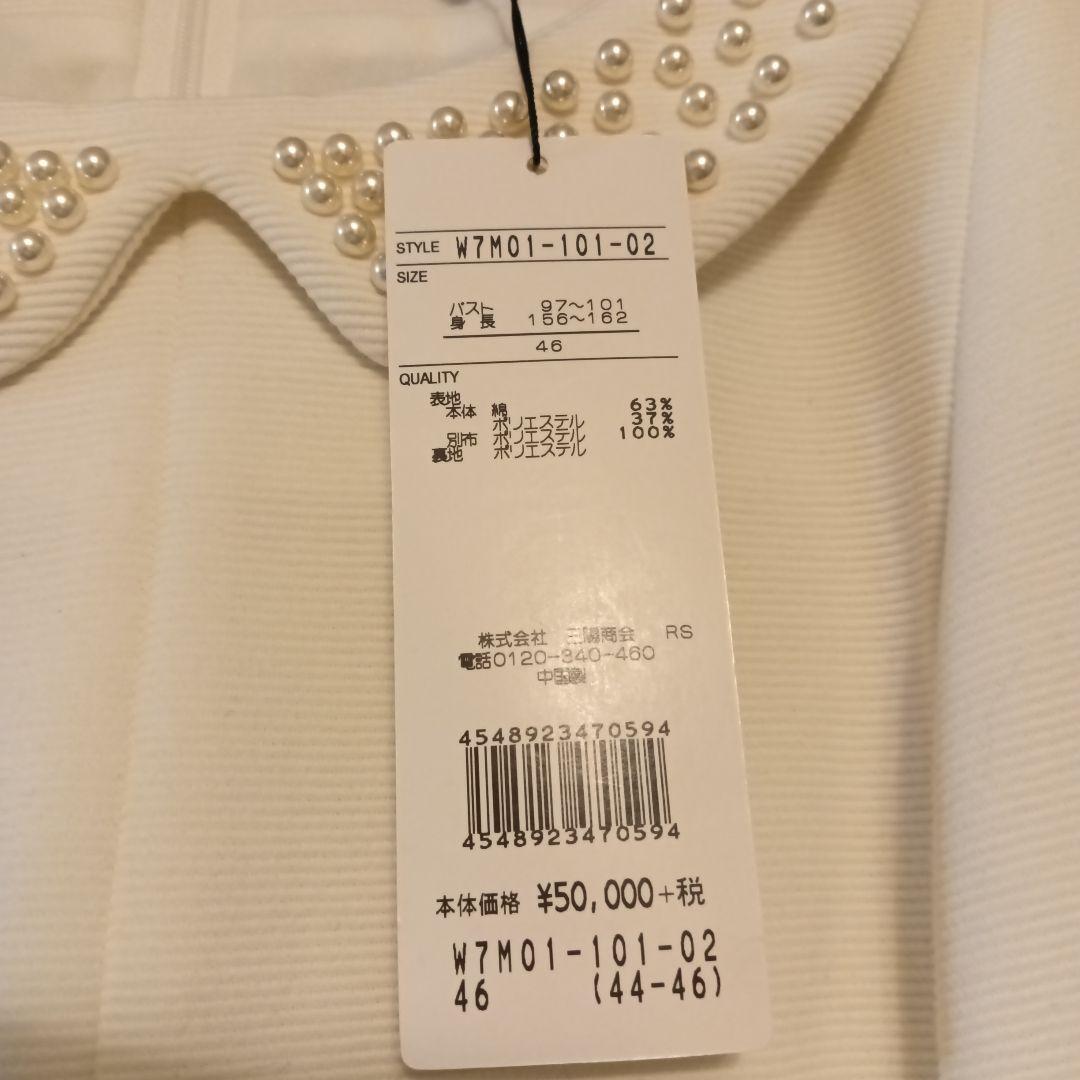 STYLE W7M01-101-02
SIZE
バスト 97～101
身長 156～162
46
QUALITY
表地
本体 綿 63%
ポリエステル 37%
別布 ポリエステル 100%
裏地 ポリエステル
株式会社 三陽商会 RS
電話0120-340-460
中国製
4548923470594
4548923470594
本体価格 ¥50,000+税
W7M01-101-02
46 (44-46)